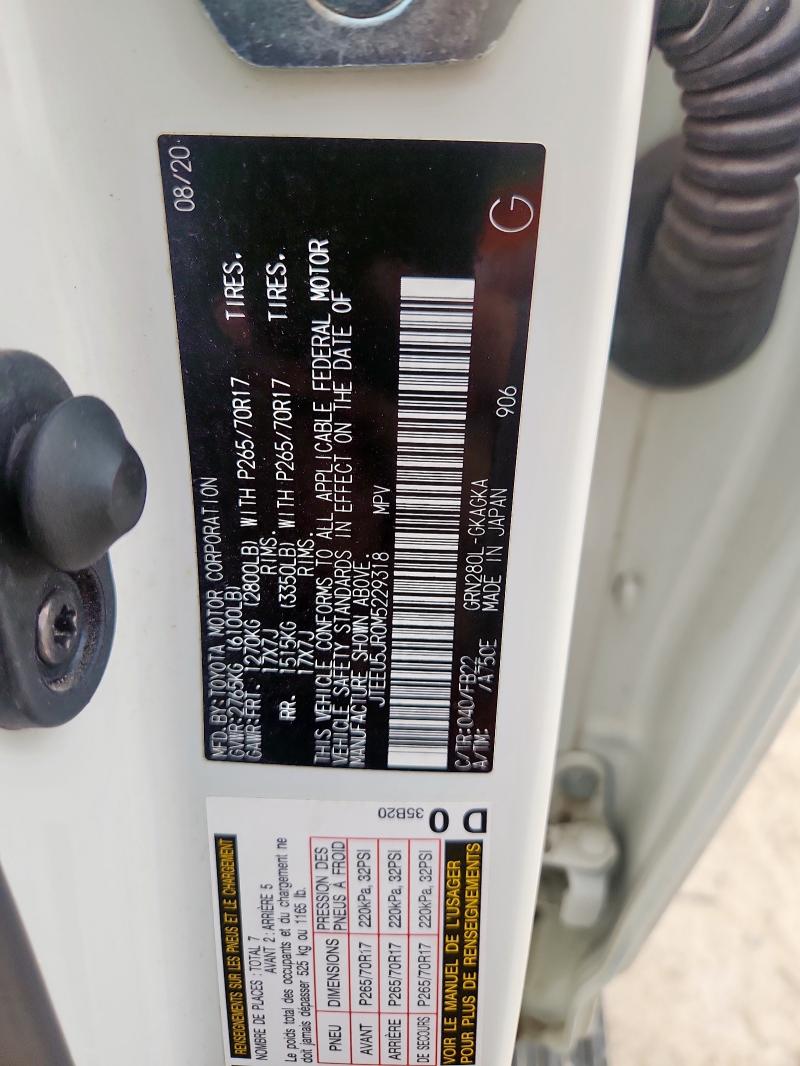 MFD. BY: TOYOTA MOTOR CORPORATION 08/20
GVWR: 2765KG (6100LB)
GAWR: FRT. 1270KG (2800LB) WITH P265/70R17 TIRES.
17X7J RIMS.
RR. 1515KG (3350LB) WITH P265/70R17 TIRES.
17X7J RIMS.
THIS VEHICLE CONFORMS TO ALL APPLICABLE FEDERAL MOTOR
VEHICLE SAFETY STANDARDS IN EFFECT ON THE DATE OF
MANUFACTURE SHOWN ABOVE.
JTEEU5JR0M5229318 MPV
906
C/TR: 040/FB22 GRN280L-GKAGKA
A/TM: /A750E MADE IN JAPAN
G
RENSEIGNEMENTS SUR LES PNEUS ET LE CHARGEMENT
NOMBRE DE PLACES : TOTAL 7
AVANT 2 : ARRIÈRE 5
Le poids total des occupants et du chargement ne
doit jamais dépasser 525 kg ou 1165 lb.
PNEU DIMENSIONS PRESSION DES PNEUS À FROID
AVANT P265/70R17 220kPa, 32PSI
ARRIÈRE P265/70R17 220kPa, 32PSI
DE SECOURS P265/70R17 220kPa, 32PSI
VOIR LE MANUEL DE L'USAGER
POUR PLUS DE RENSEIGNEMENTS
35B20
D0